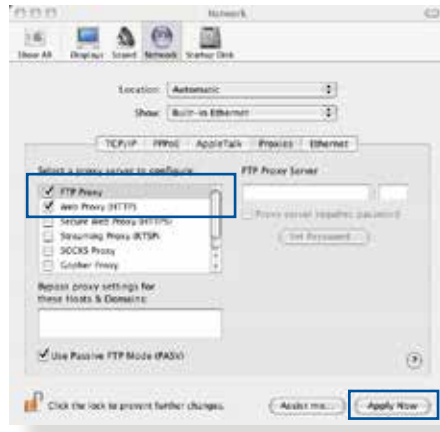 Network
Show All Displays Sound Network Startup Disk
Location: Automatic
Show: Built-in Ethernet
TCP/IP PPPoE AppleTalk Proxies Ethernet
Select a proxy server to configure FTP Proxy Server
FTP Proxy
Web Proxy (HTTP)
Secure Web Proxy (HTTPS)
Streaming Proxy (RTSP)
SOCKS Proxy
Gopher Proxy
Proxy server requires password
Set Password...
Bypass proxy settings for
these Hosts & Domains:
Use Passive FTP Mode (PASV)
?
Click the lock to prevent further changes. Assist me... Apply Now